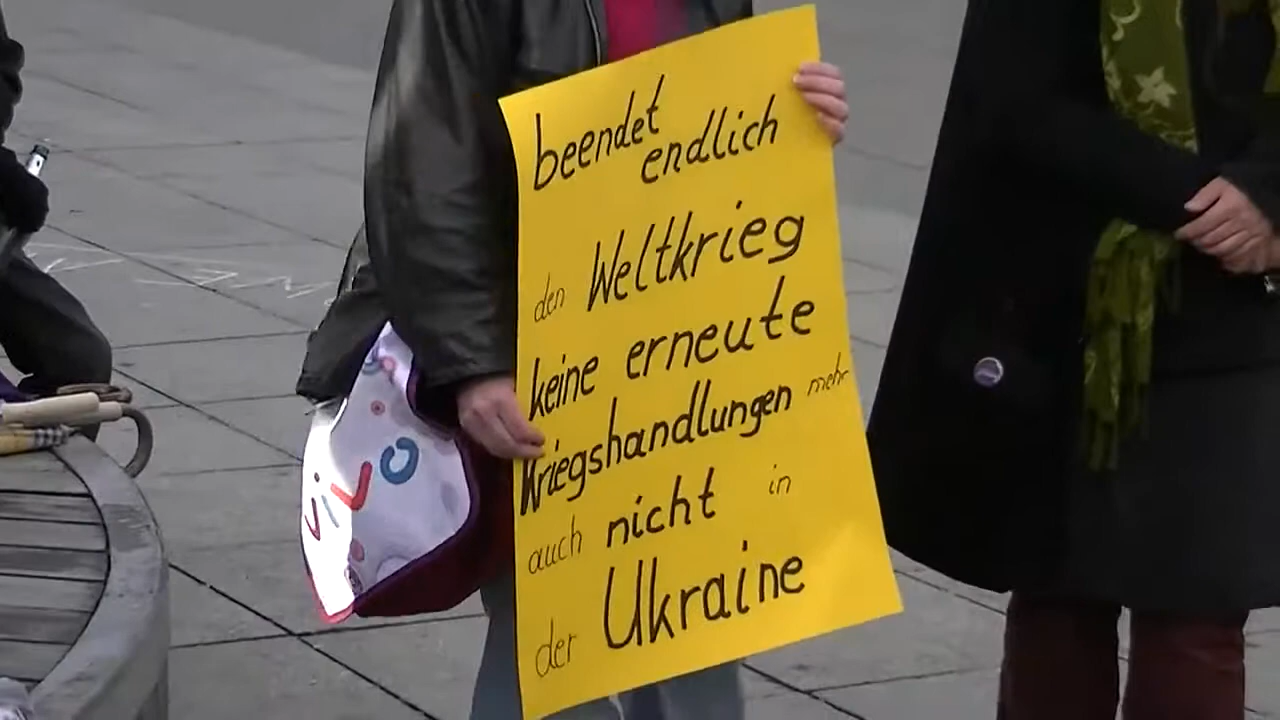 beendet
endlich
den Weltkrieg
keine erneute
Kriegshandlungen mehr
auch nicht in
der Ukraine